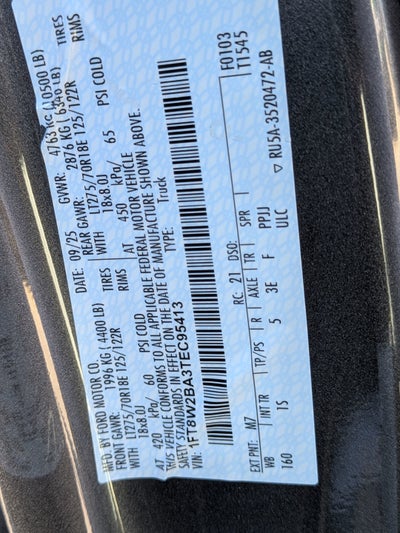 MFD. BY FORD MOTOR CO.
DATE: 09/25 GVWR: 4763 KG (10500 LB)
FRONT GAWR: 1996 KG (4400 LB) REAR GAWR: 2876 KG (6340 LB)
LT275/70R18E 125/122R TIRES WITH LT275/70R18E 125/122R TIRES
18x8.0J RIMS 18x8.0J RIMS
AT 420 kPa/ 60 PSI COLD AT 450 kPa/ 65 PSI COLD
THIS VEHICLE CONFORMS TO ALL APPLICABLE FEDERAL MOTOR VEHICLE
SAFETY STANDARDS IN EFFECT ON THE DATE OF MANUFACTURE SHOWN ABOVE.
VIN: 1FT8W2BA3TEC95413 TYPE: Truck
F0103
T1545
EXT PNT: M7 RC: 21 DSO:
WB INT TR TP/PS R AXLE TR SPR
160 1S 5 3E F PPJJ
ULC
▽ RU5A-3520472-AB